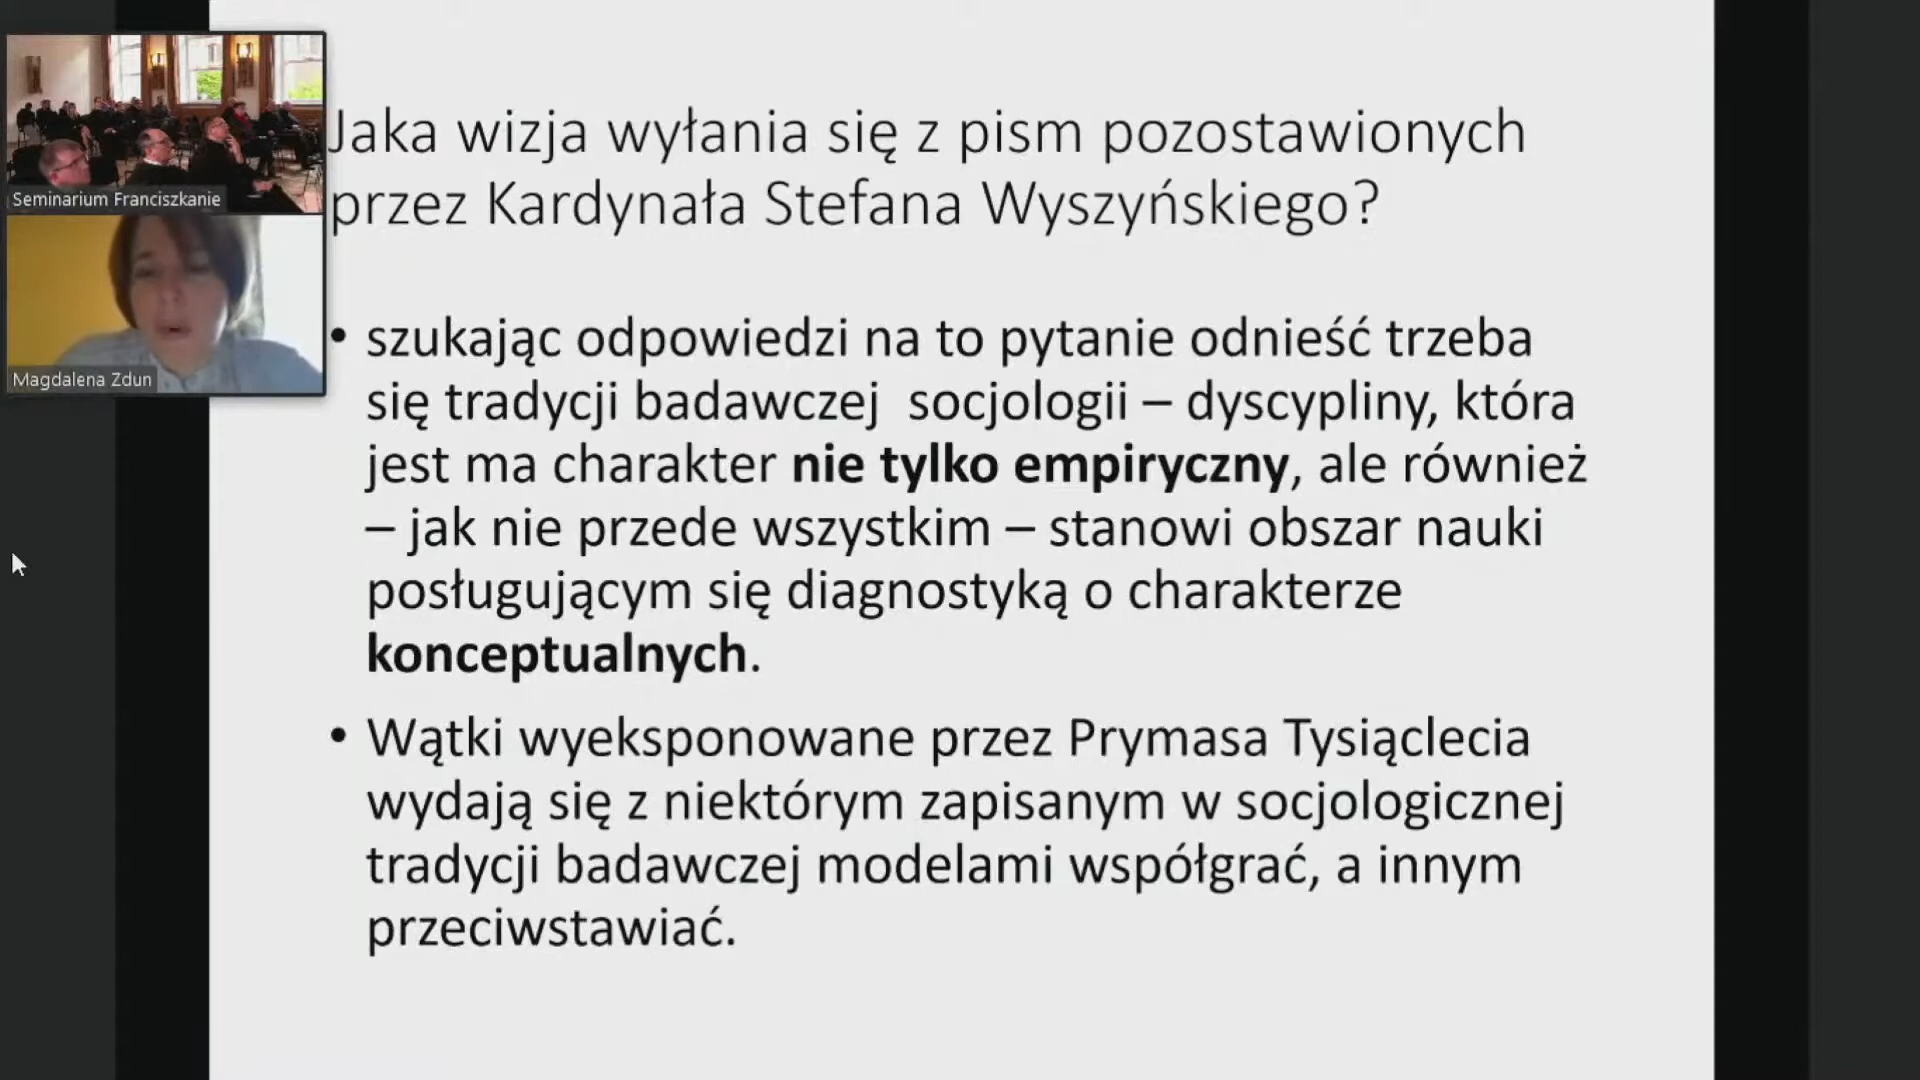 Seminarium Franciszkanie
Magdalena Zdun
Jaka wizja wyłania się z pism pozostawionych
przez Kardynała Stefana Wyszyńskiego?
• szukając odpowiedzi na to pytanie odnieść trzeba
się tradycji badawczej socjologii – dyscypliny, która
jest ma charakter nie tylko empiryczny, ale również
– jak nie przede wszystkim – stanowi obszar nauki
posługującym się diagnostyką o charakterze
konceptualnych.
• Wątki wyeksponowane przez Prymasa Tysiąclecia
wydają się z niektórym zapisanym w socjologicznej
tradycji badawczej modelami współgrać, a innym
przeciwstawiać.